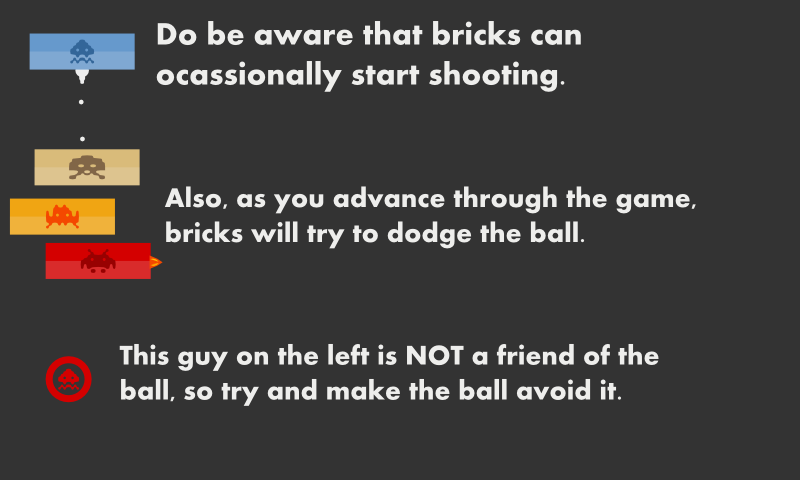 Do be aware that bricks can
ocassionally start shooting.
Also, as you advance through the game,
bricks will try to dodge the ball.
This guy on the left is NOT a friend of the
ball, so try and make the ball avoid it.